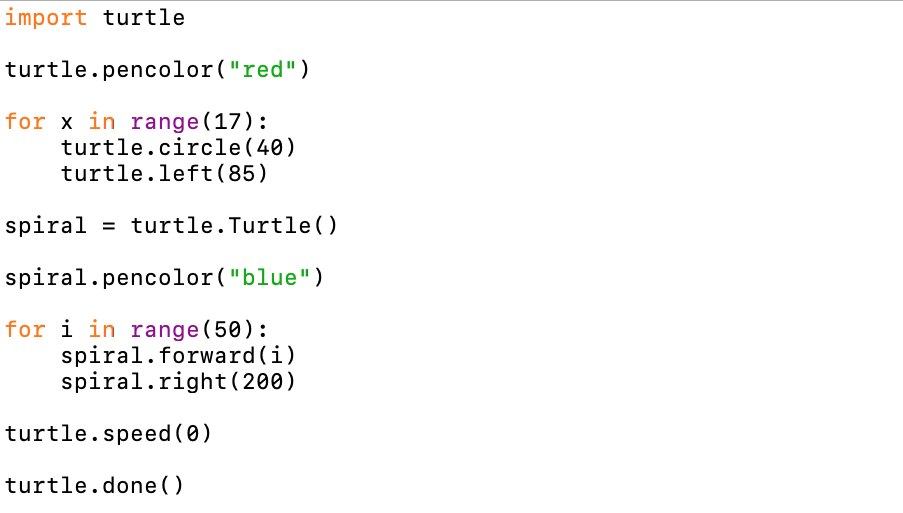 import turtle
turtle.pencolor("red")
for x in range(17):
    turtle.circle(40)
    turtle.left(85)
spiral = turtle.Turtle()
spiral.pencolor("blue")
for i in range(50):
    spiral.forward(i)
    spiral.right(200)
turtle.speed(0)
turtle.done()